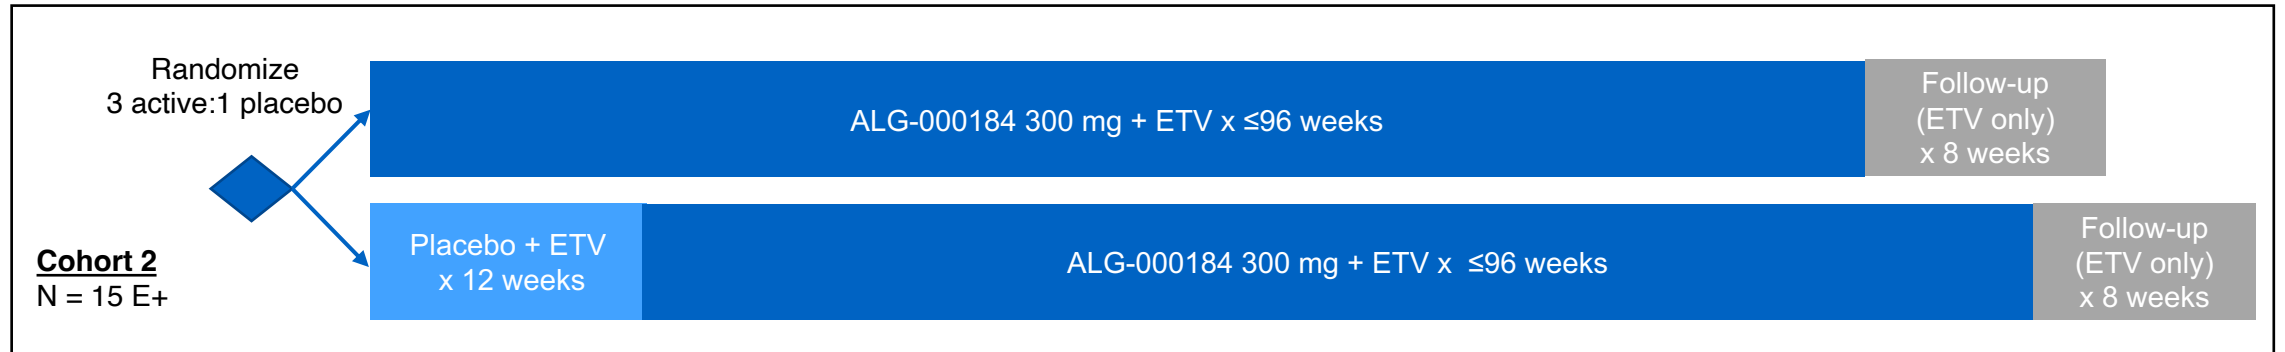 Randomize
3 active:1 placebo
ALG-000184 300 mg + ETV x ≤96 weeks
Follow-up
(ETV only)
x 8 weeks
Cohort 2
N = 15 E+
Placebo + ETV
x 12 weeks
ALG-000184 300 mg + ETV x ≤96 weeks
Follow-up
(ETV only)
x 8 weeks